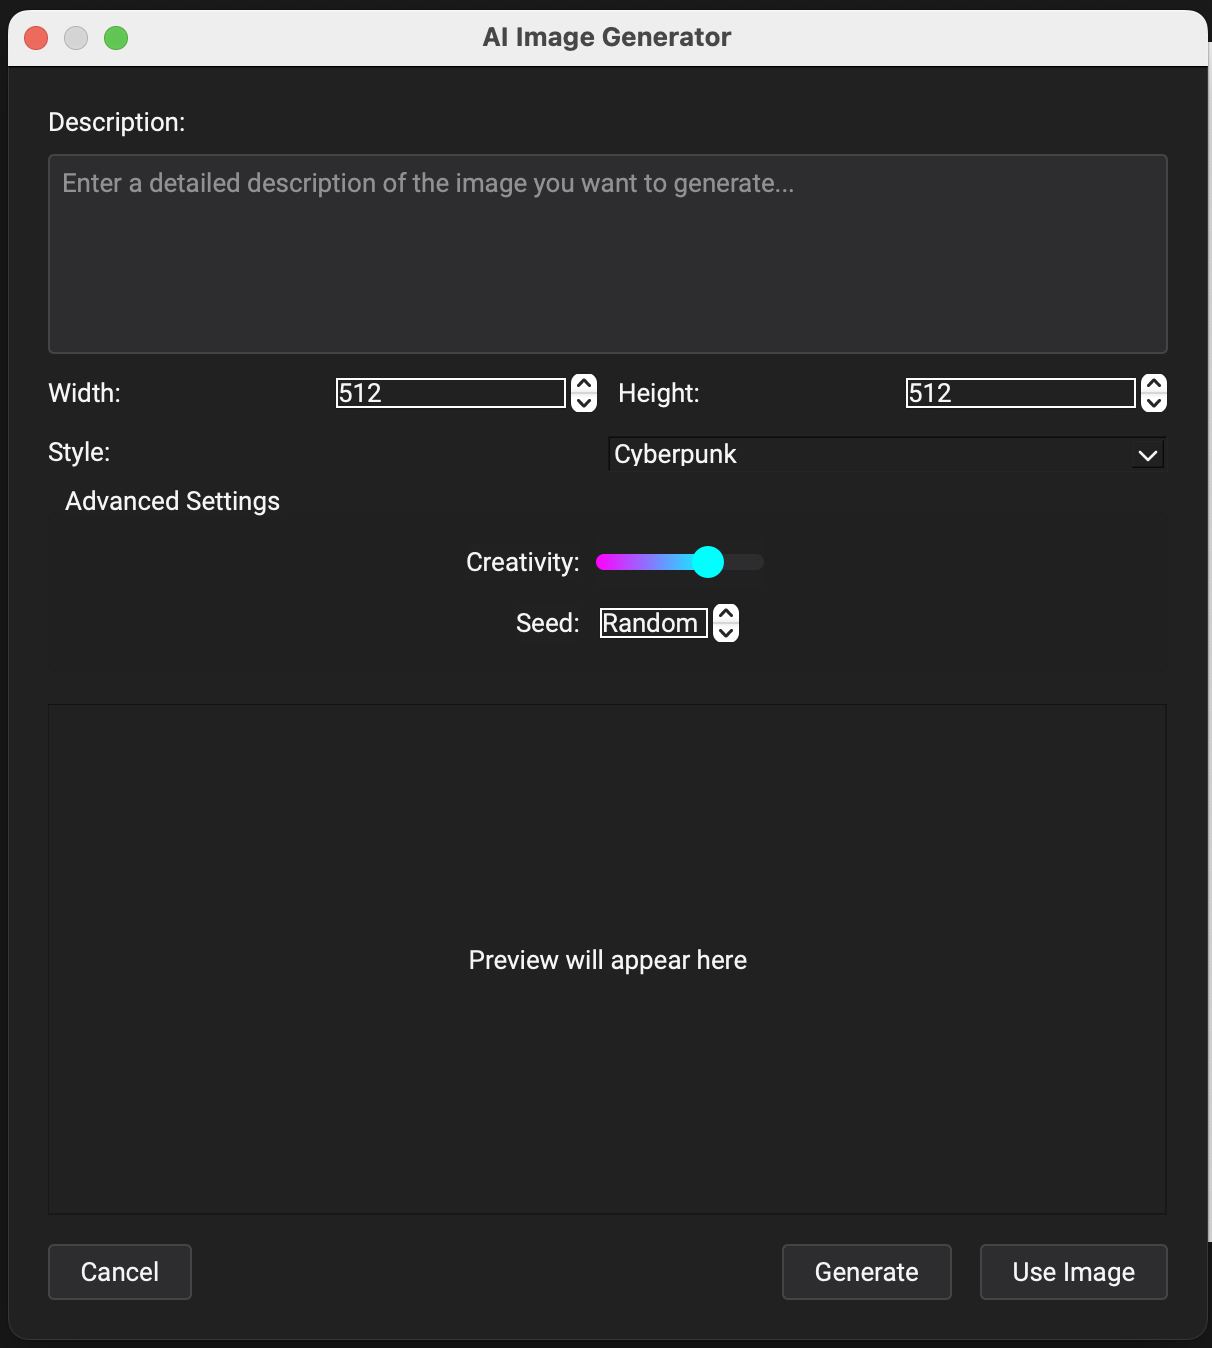 AI Image Generator
Description:
Enter a detailed description of the image you want to generate...
Width: 512 Height: 512
Style: Cyberpunk
Advanced Settings
Creativity:
Seed: Random
Preview will appear here
Cancel Generate Use Image